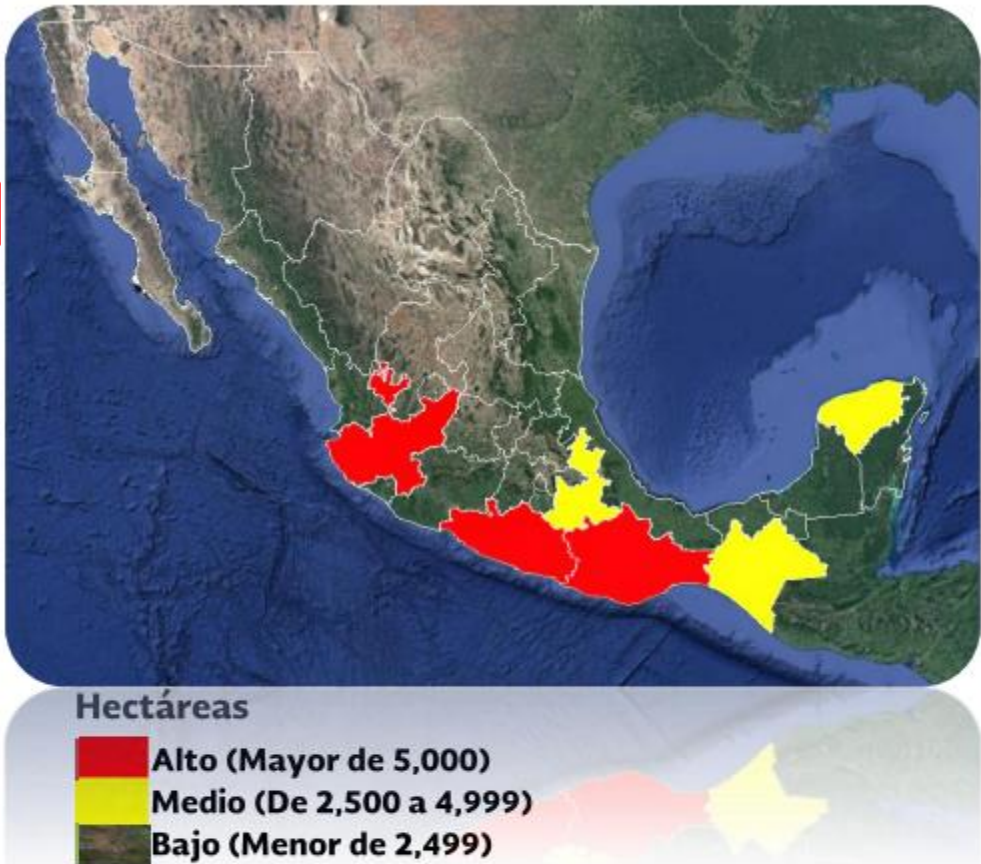 Hectáreas
Alto (Mayor de 5,000)
Medio (De 2,500 a 4,999)
Bajo (Menor de 2,499)